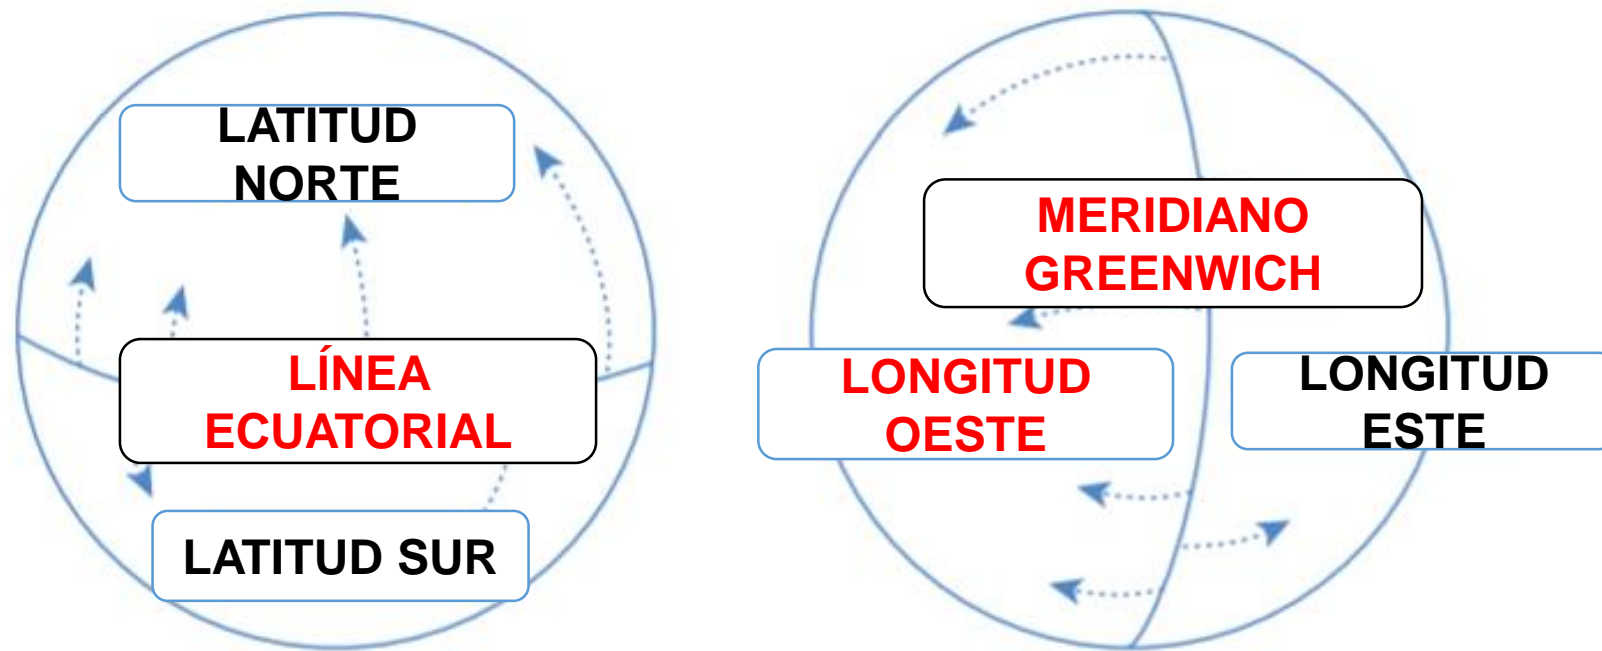 LATITUD
NORTE
LÍNEA
ECUATORIAL
LATITUD SUR
MERIDIANO
GREENWICH
LONGITUD
OESTE
LONGITUD
ESTE